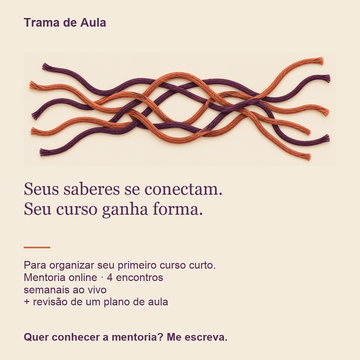 Trama de Aula
Seus saberes se conectam.
Seu curso ganha forma.
Para organizar seu primeiro curso curto.
Mentoria online · 4 encontros
semanais ao vivo
+ revisão de um plano de aula
Quer conhecer a mentoria? Me escreva.